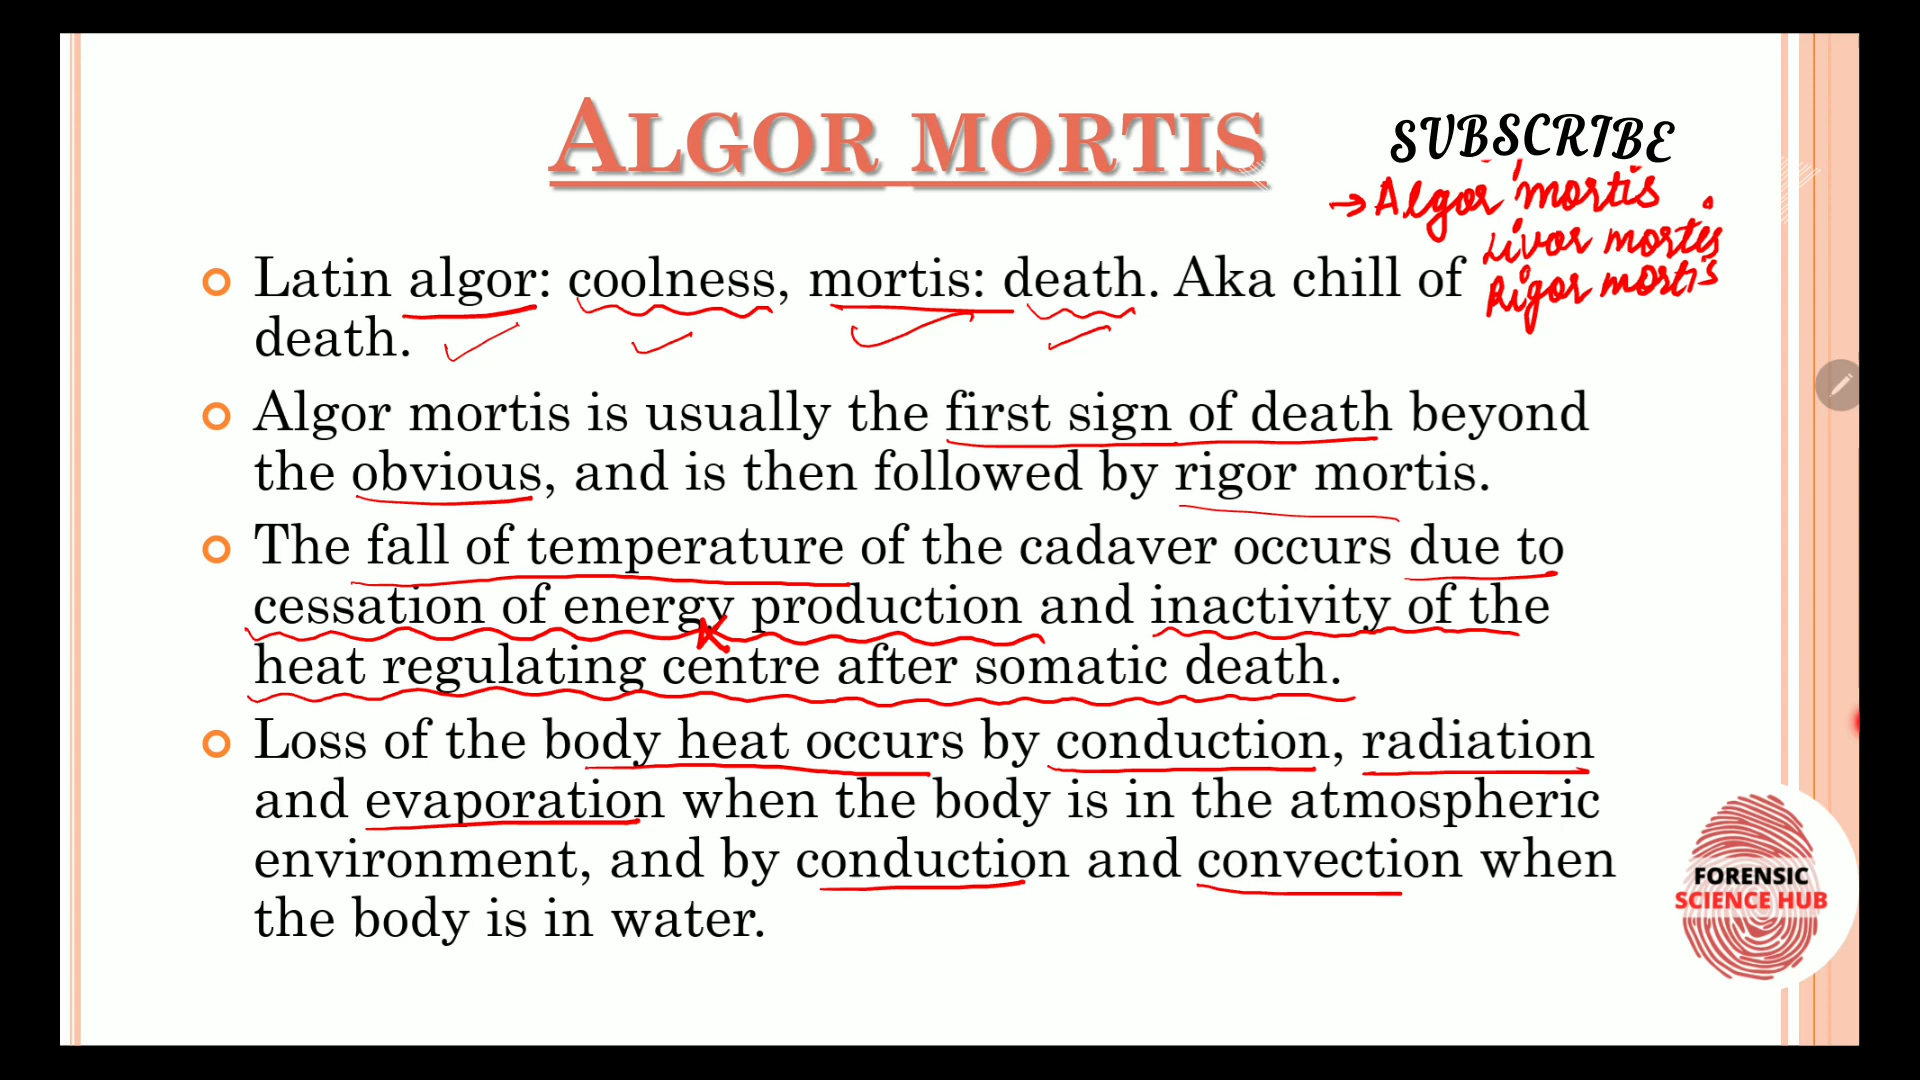 ALGOR MORTIS
SUBSCRIBE
→ Algor mortis
Livor mortis
Rigor mortis
Latin algor: coolness, mortis: death. Aka chill of
death.
Algor mortis is usually the first sign of death beyond
the obvious, and is then followed by rigor mortis.
The fall of temperature of the cadaver occurs due to
cessation of energy production and inactivity of the
heat regulating centre after somatic death.
Loss of the body heat occurs by conduction, radiation
and evaporation when the body is in the atmospheric
environment, and by conduction and convection when
the body is in water.
FORENSIC
SCIENCE HUB